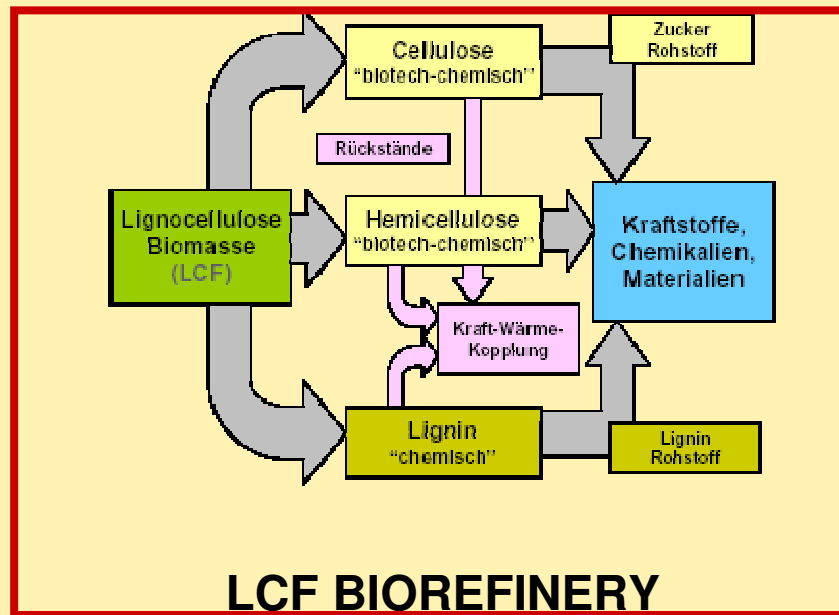 Cellulose
“biotech-chemisch”
Zucker
Rohstoff
Rückstände
Lignocellulose
Biomasse
(LCF)
Hemicellulose
“biotech-chemisch”
Kraftstoffe,
Chemikalien,
Materialien
Kraft-Wärme-
Kopplung
Lignin
“chemisch”
Lignin
Rohstoff
LCF BIOREFINERY